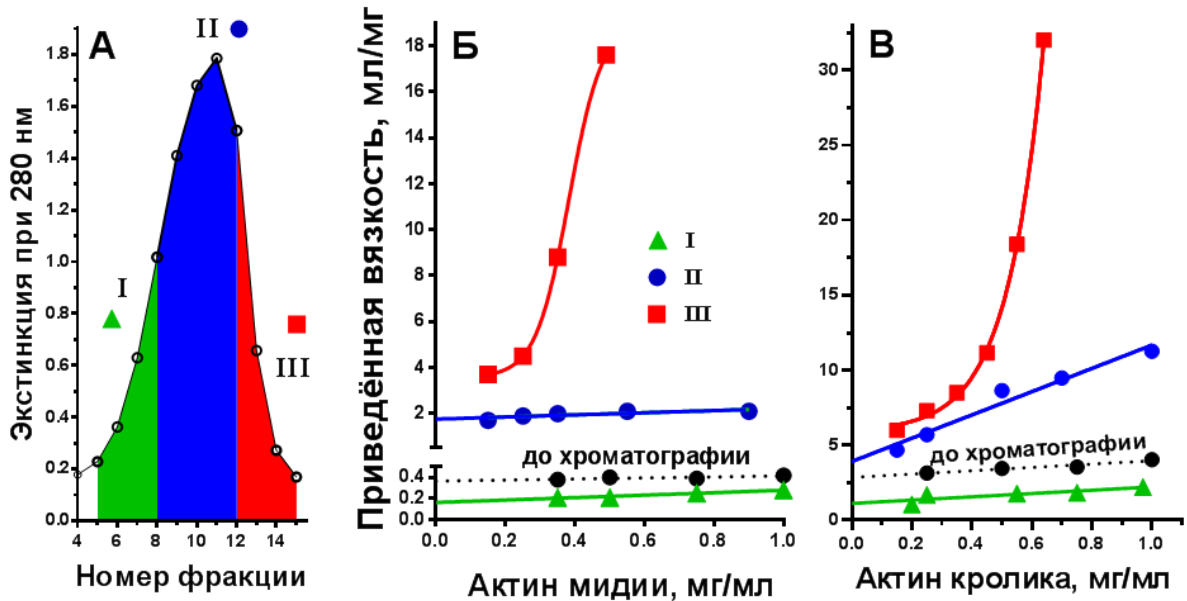 А
II
I
III
Экстинкция при 280 нм
1.8
1.6
1.4
1.2
1.0
0.8
0.6
0.4
0.2
0.0
4 6 8 10 12 14
Номер фракции
Б
Приведённая вязкость, мл/мг
18
16
14
12
10
8
6
4
2
0.4
0.2
0.0
I
II
III
до хроматографии
0.0 0.2 0.4 0.6 0.8 1.0
Актин мидии, мг/мл
В
30
25
20
15
10
5
0
до хроматографии
0.0 0.2 0.4 0.6 0.8 1.0
Актин кролика, мг/мл